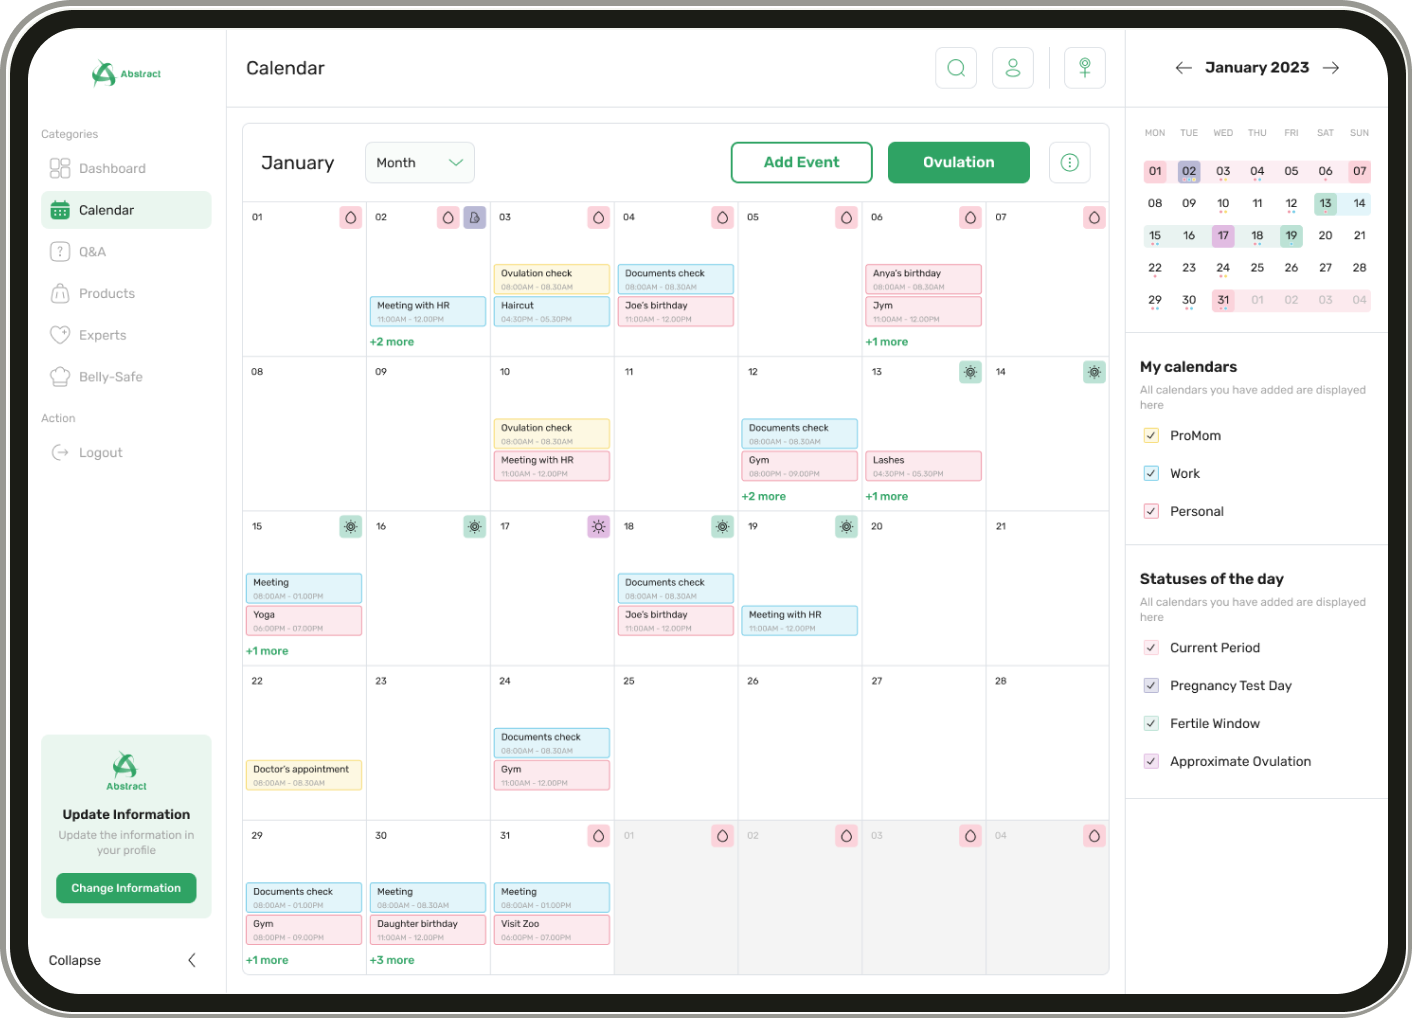 Abstract
Categories
Dashboard
Calendar
Q&A
Products
Experts
Belly-Safe
Action
Logout
Abstract
Update Information
Update the information in
your profile
Change Information
Collapse
Calendar
January
Month
Add Event
Ovulation
01
02
03
04
05
06
07
Meeting with HR
11:00AM - 12.00PM
+2 more
Ovulation check
08:00AM - 08.30AM
Haircut
04:30PM - 05.30PM
Documents check
08:00AM - 08.30AM
Joe's birthday
11:00AM - 12.00PM
Anya's birthday
08:00AM - 08.30AM
Jym
11:00AM - 12.00PM
+1 more
08
09
10
11
12
13
14
Ovulation check
08:00AM - 08.30AM
Meeting with HR
11:00AM - 12.00PM
Documents check
08:00AM - 08.30AM
Gym
08:00PM - 09.00PM
+2 more
Lashes
04:30PM - 05.30PM
+1 more
15
16
17
18
19
20
21
Meeting
08:00AM - 01.00PM
Yoga
06:00PM - 07.00PM
+1 more
Documents check
08:00AM - 08.30AM
Joe's birthday
11:00AM - 12.00PM
Meeting with HR
11:00AM - 12.00PM
22
23
24
25
26
27
28
Doctor's appointment
08:00AM - 08.30AM
Documents check
08:00AM - 08.30AM
Gym
11:00AM - 12.00PM
29
30
31
01
02
03
04
Documents check
08:00AM - 01.00PM
Gym
08:00PM - 09.00PM
+1 more
Meeting
08:00AM - 08.30AM
Daughter birthday
11:00AM - 12.00PM
+3 more
Meeting
08:00AM - 01.00PM
Visit Zoo
06:00PM - 07.00PM
January 2023
MON TUE WED THU FRI SAT SUN
01 02 03 04 05 06 07
08 09 10 11 12 13 14
15 16 17 18 19 20 21
22 23 24 25 26 27 28
29 30 31 01 02 03 04
My calendars
All calendars you have added are displayed
here
ProMom
Work
Personal
Statuses of the day
All calendars you have added are displayed
here
Current Period
Pregnancy Test Day
Fertile Window
Approximate Ovulation